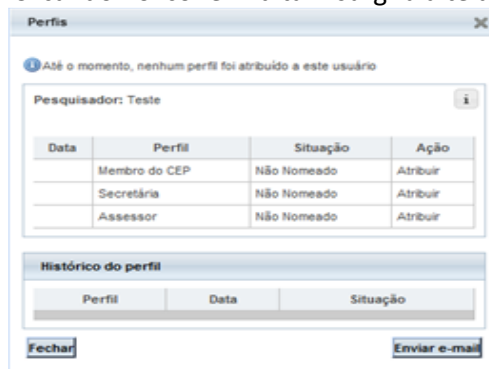 Perfis
Até o momento, nenhum perfil foi atribuído a este usuário
Pesquisador: Teste
Data Perfil Situação Ação
Membro do CEP Não Nomeado Atribuir
Secretária Não Nomeado Atribuir
Assessor Não Nomeado Atribuir
Histórico do perfil
Perfil Data Situação
Fechar Enviar e-mail